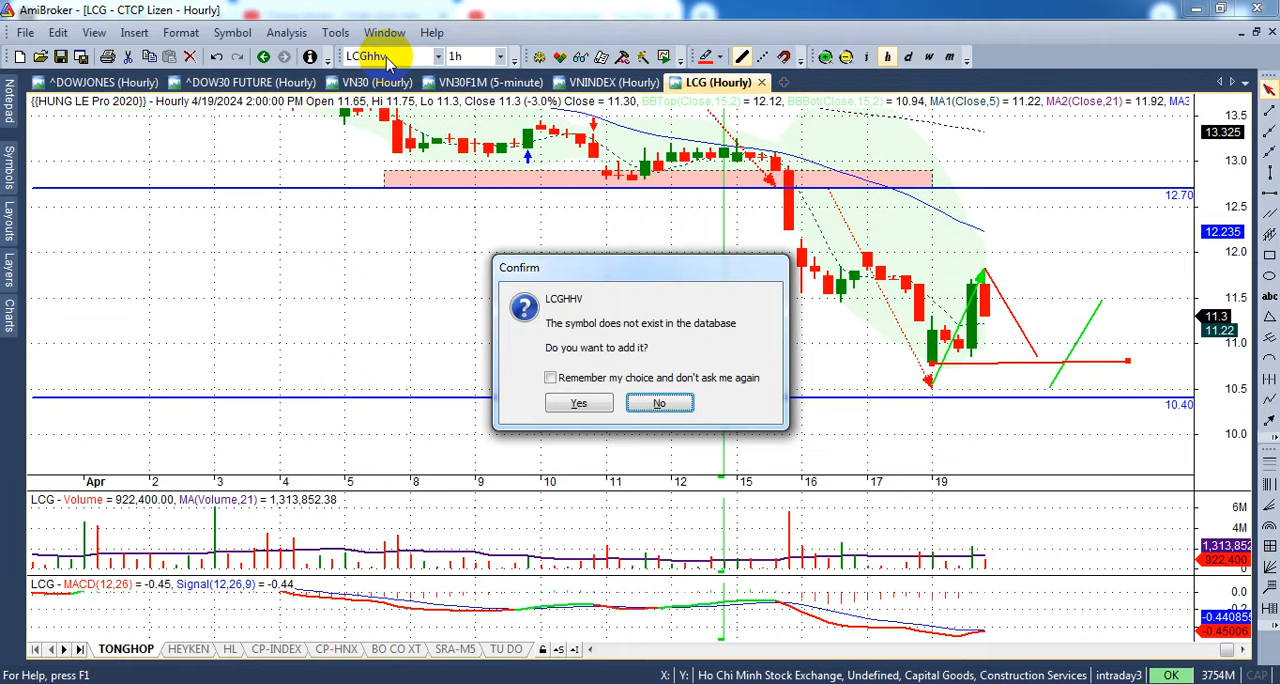 AmiBroker - [LCG - CTCP Lizen - Hourly]
File Edit View Insert Format Symbol Analysis Tools Window Help
LCGhhv 1h i h d w m
^DOWJONES (Hourly) ^DOW30 FUTURE (Hourly) VN30 (Hourly) VN30F1M (5-minute) VNINDEX (Hourly) LCG (Hourly)
{{HUNG LE Pro 2020}} - Hourly 4/19/2024 2:00:00 PM Open 11.65, Hi 11.75, Lo 11.3, Close 11.3 (-3.0%) Close = 11.30, BBTop(Close,15,2) = 12.12, BBBot(Close,15,2) = 10.94, MA1(Close,5) = 11.22, MA2(Close,21) = 11.92, MA3
Notepad
Symbols
Layouts
Layers
Charts
abc
13.5
13.325
13.0
12.70
12.5
12.235
12.0
11.5
11.3
11.22
11.0
10.5
10.40
10.0
Confirm
LCGHHV
The symbol does not exist in the database
Do you want to add it?
Remember my choice and don't ask me again
Yes No
Apr 2 3 4 5 8 9 10 11 12 15 16 17 19
LCG - Volume = 922,400.00, MA(Volume,21) = 1,313,852.38
6M
4M
1,313,852
922,400
LCG - MACD(12,26) = -0.45, Signal(12,26,9) = -0.44
0.0
-0.2
-0.440859
-0.45006
TONGHOP HEYKEN HL CP-INDEX CP-HNX BO CO XT SRA-M5 TU DO
For Help, press F1 X: Y: Ho Chi Minh Stock Exchange, Undefined, Capital Goods, Construction Services intraday3 OK 3754M CAP